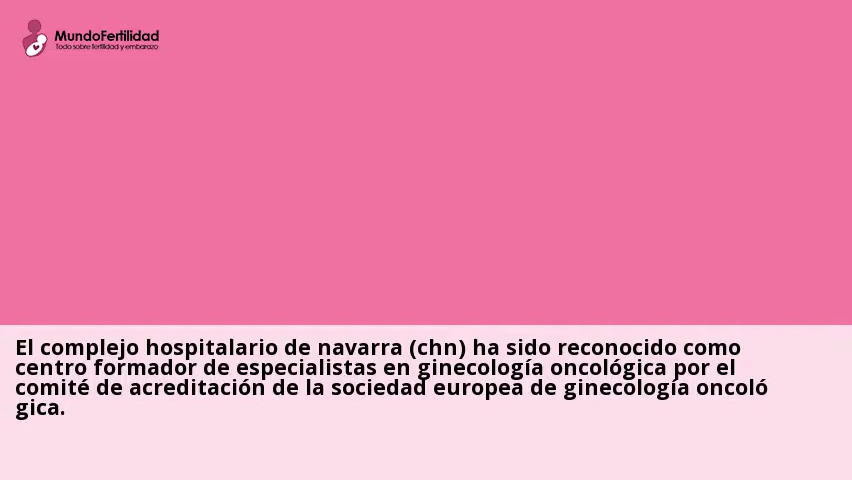 MundoFertilidad
Todo sobre fertilidad y embarazo
El complejo hospitalario de navarra (chn) ha sido reconocido como
centro formador de especialistas en ginecología oncológica por el
comité de acreditación de la sociedad europea de ginecología oncoló
gica.